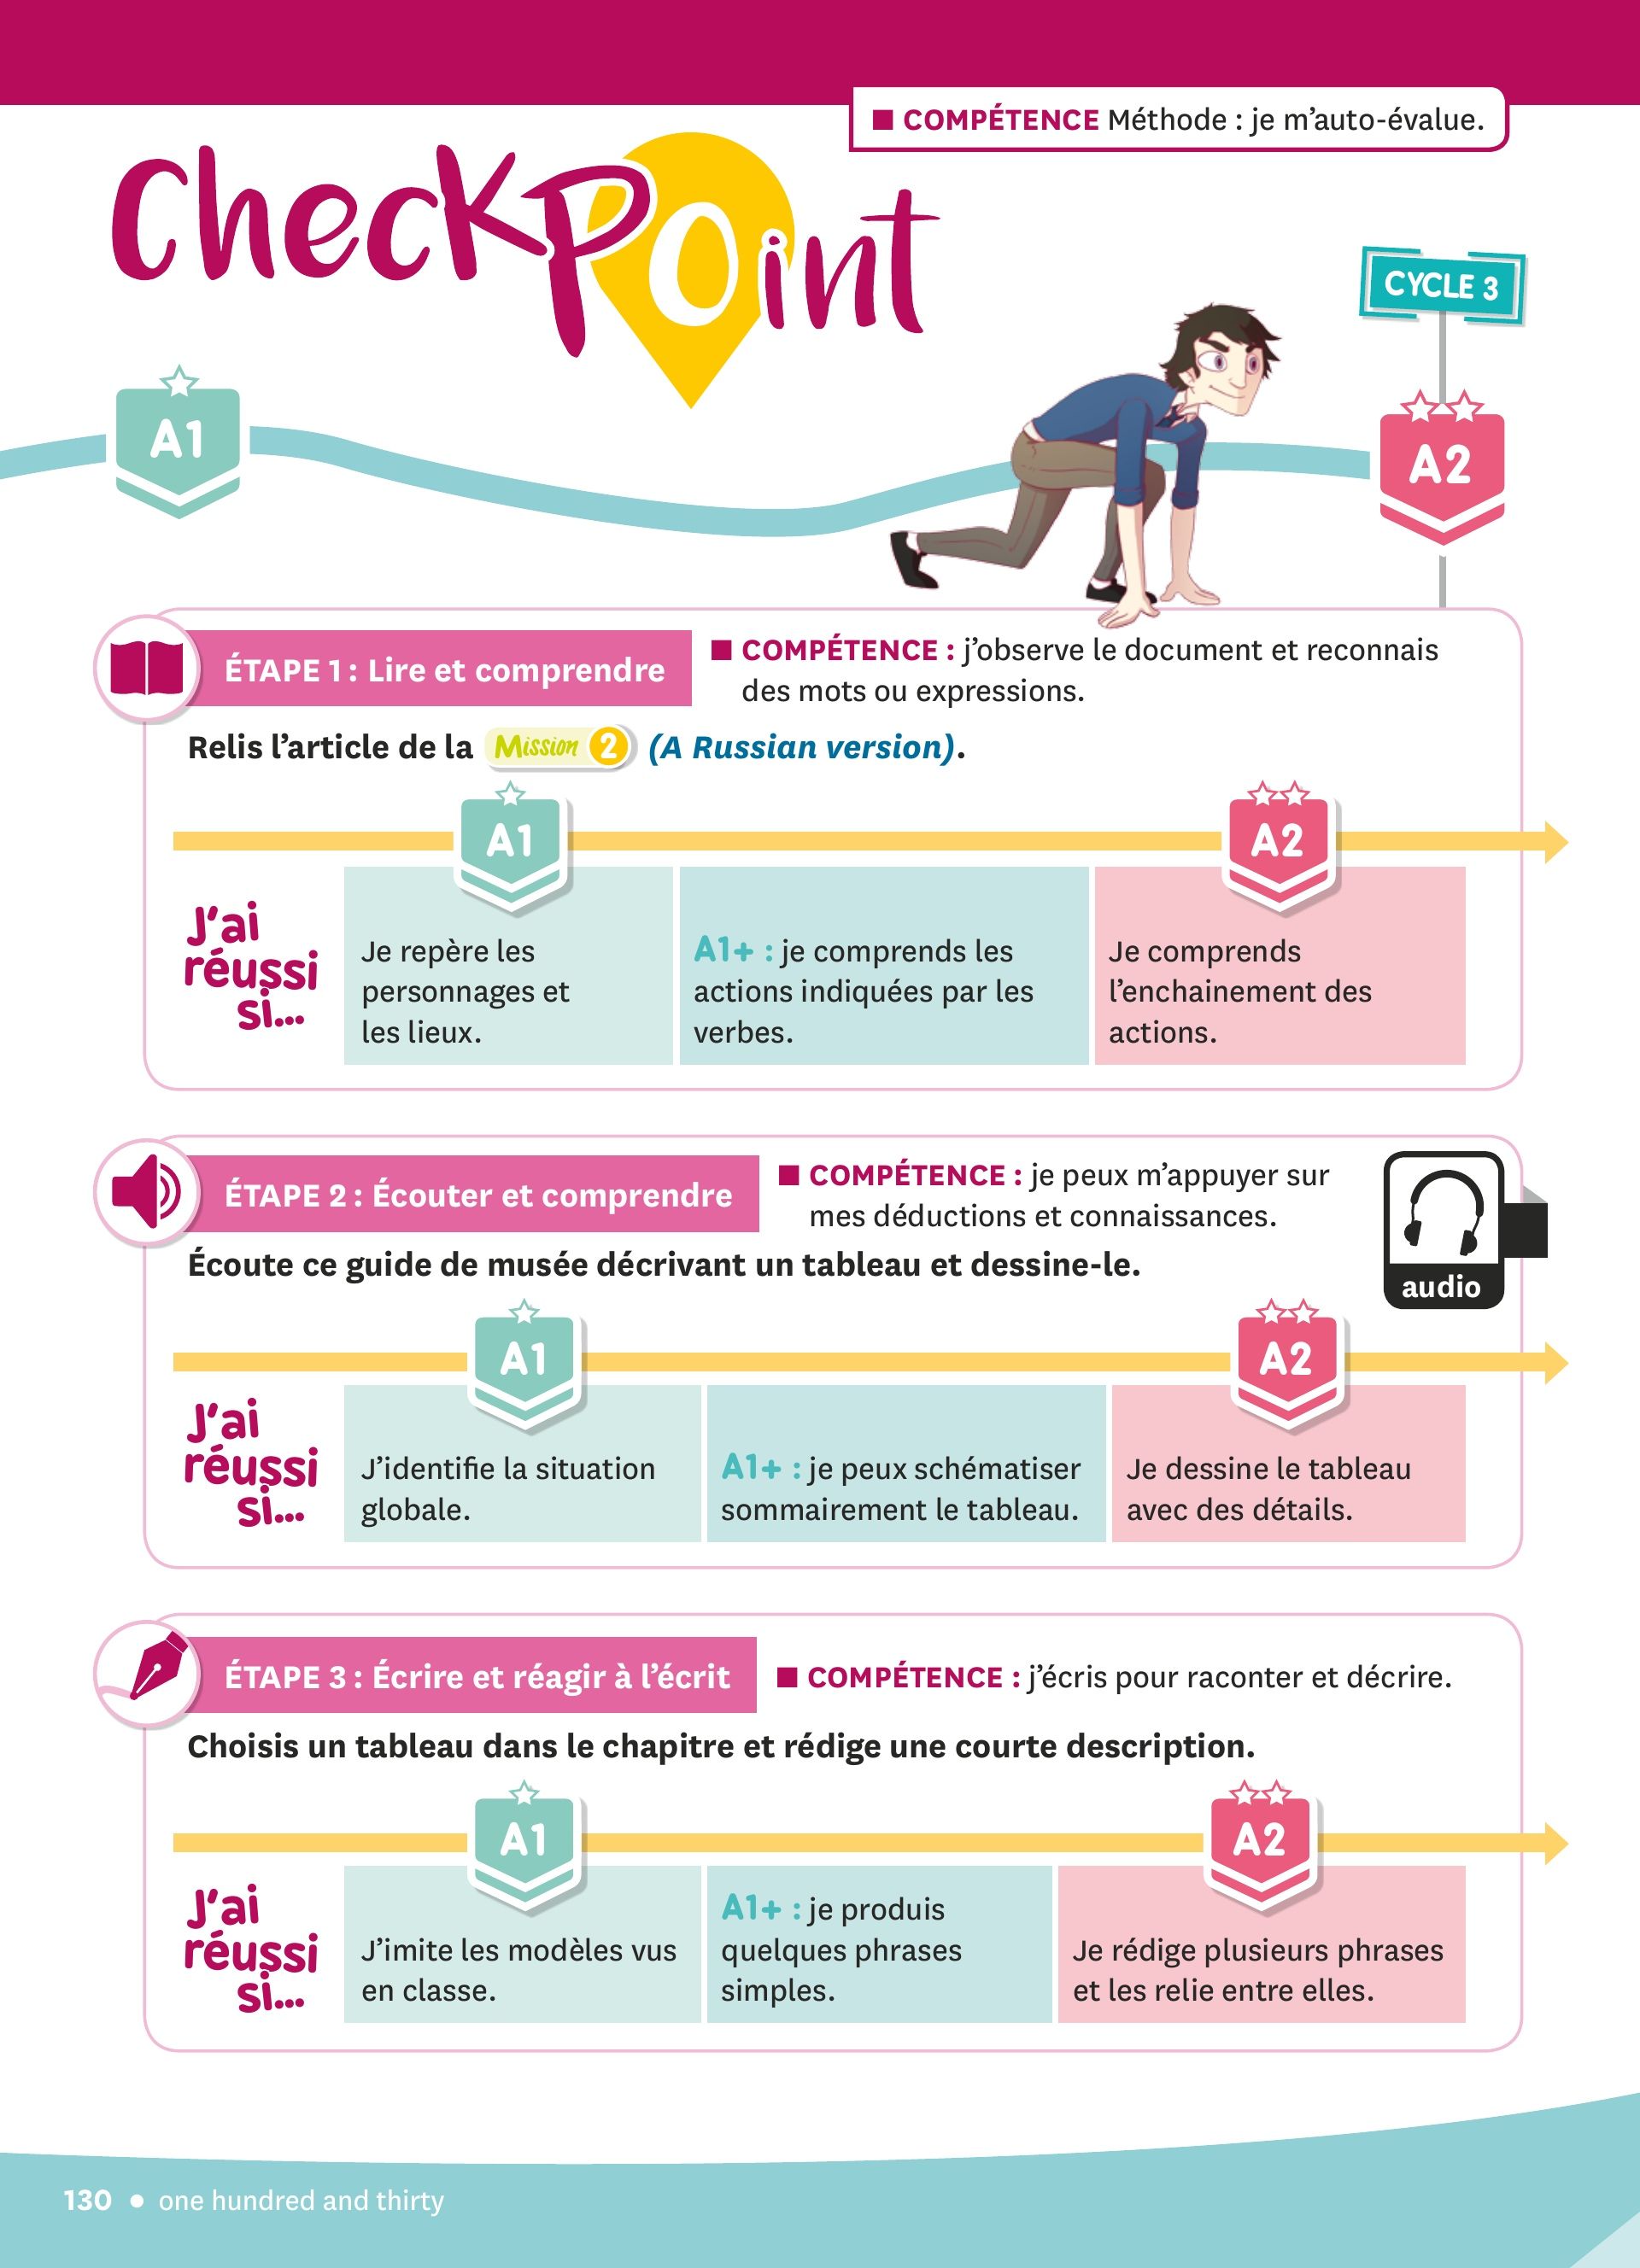 ■ COMPÉTENCE Méthode : je m’auto-évalue.
CheckPoint
CYCLE 3
A1
A2
ÉTAPE 1 : Lire et comprendre
■ COMPÉTENCE : j’observe le document et reconnais
des mots ou expressions.
Relis l’article de la Mission 2 (A Russian version).
A1
A2
J’ai
réussi
si...
Je repère les
personnages et
les lieux.
A1+ : je comprends les
actions indiquées par les
verbes.
Je comprends
l’enchainement des
actions.
ÉTAPE 2 : Écouter et comprendre
■ COMPÉTENCE : je peux m’appuyer sur
mes déductions et connaissances.
audio
Écoute ce guide de musée décrivant un tableau et dessine-le.
A1
A2
J’ai
réussi
si...
J’identifie la situation
globale.
A1+ : je peux schématiser
sommairement le tableau.
Je dessine le tableau
avec des détails.
ÉTAPE 3 : Écrire et réagir à l’écrit
■ COMPÉTENCE : j’écris pour raconter et décrire.
Choisis un tableau dans le chapitre et rédige une courte description.
A1
A2
J’ai
réussi
si...
J’imite les modèles vus
en classe.
A1+ : je produis
quelques phrases
simples.
Je rédige plusieurs phrases
et les relie entre elles.
130 • one hundred and thirty